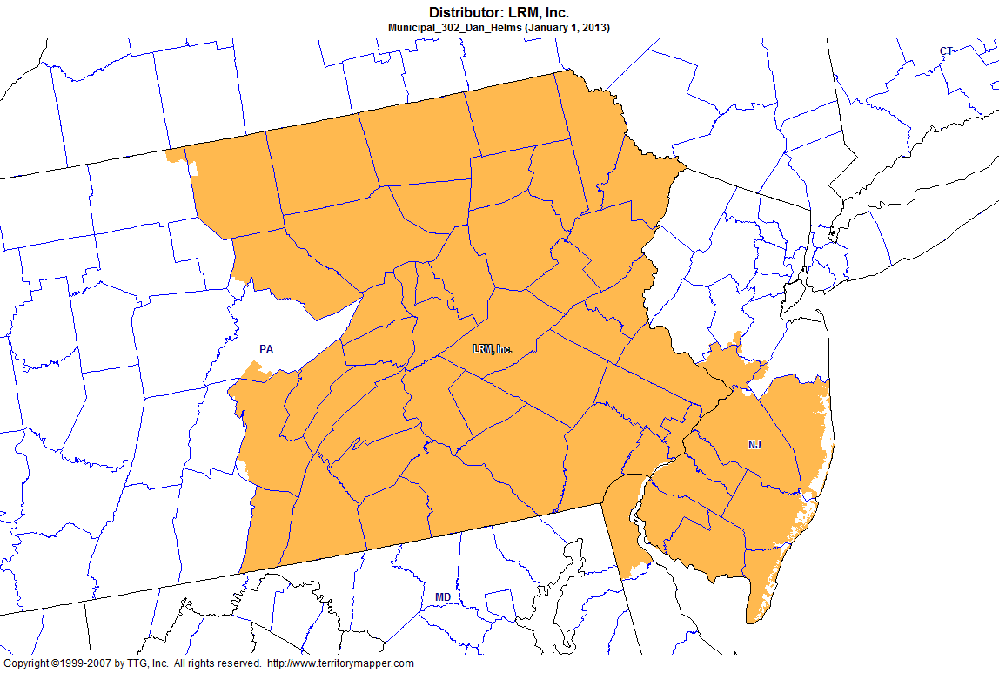 Distributor: LRM, Inc.
Municipal_302_Dan_Helms (January 1, 2013)
CT
PA
LRM, Inc.
NJ
MD
Copyright ©1999-2007 by TTG, Inc.  All rights reserved.  http://www.territorymapper.com